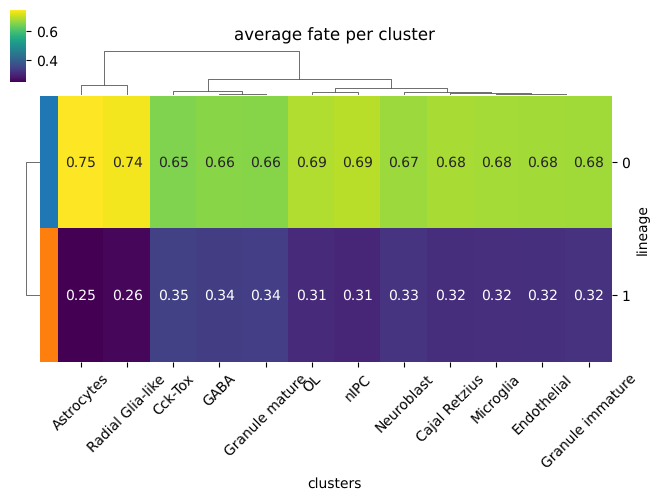 0.6
0.4
average fate per cluster
0.75 0.74 0.65 0.66 0.66 0.69 0.69 0.67 0.68 0.68 0.68 0.68 0
0.25 0.26 0.35 0.34 0.34 0.31 0.31 0.33 0.32 0.32 0.32 0.32 1
lineage
Astrocytes
Radial Glia-like
Cck-Tox
GABA
Granule mature
OL
nIPC
Neuroblast
Cajal Retzius
Microglia
Endothelial
Granule immature
clusters